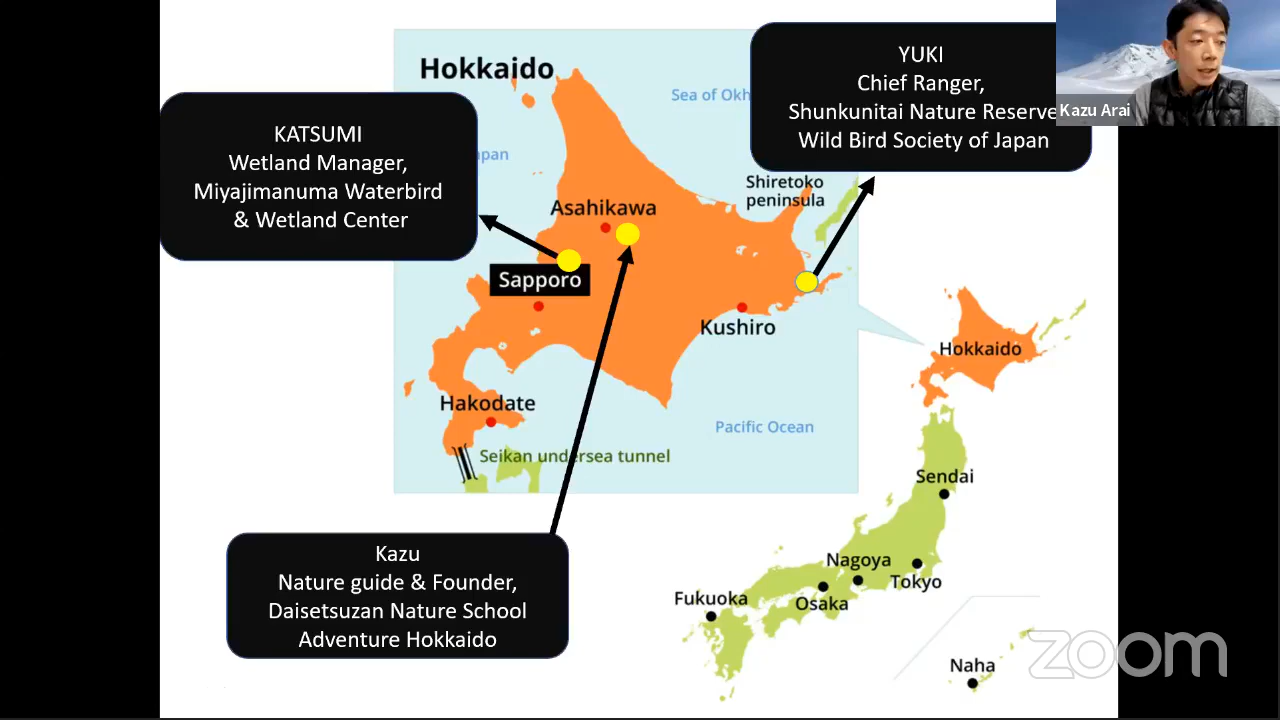 Hokkaido
Sea of Okh
YUKI
Chief Ranger,
Shunkunitai Nature Reserve
Wild Bird Society of Japan
Kazu Arai
KATSUMI
Wetland Manager,
Miyajimanuma Waterbird
& Wetland Center
apan
Shiretoko
peninsula
Asahikawa
Sapporo
Kushiro
Hakodate
Pacific Ocean
Seikan undersea tunnel
Hokkaido
Sendai
Nagoya
Tokyo
Osaka
Fukuoka
Naha
Kazu
Nature guide & Founder,
Daisetsuzan Nature School
Adventure Hokkaido
zoom